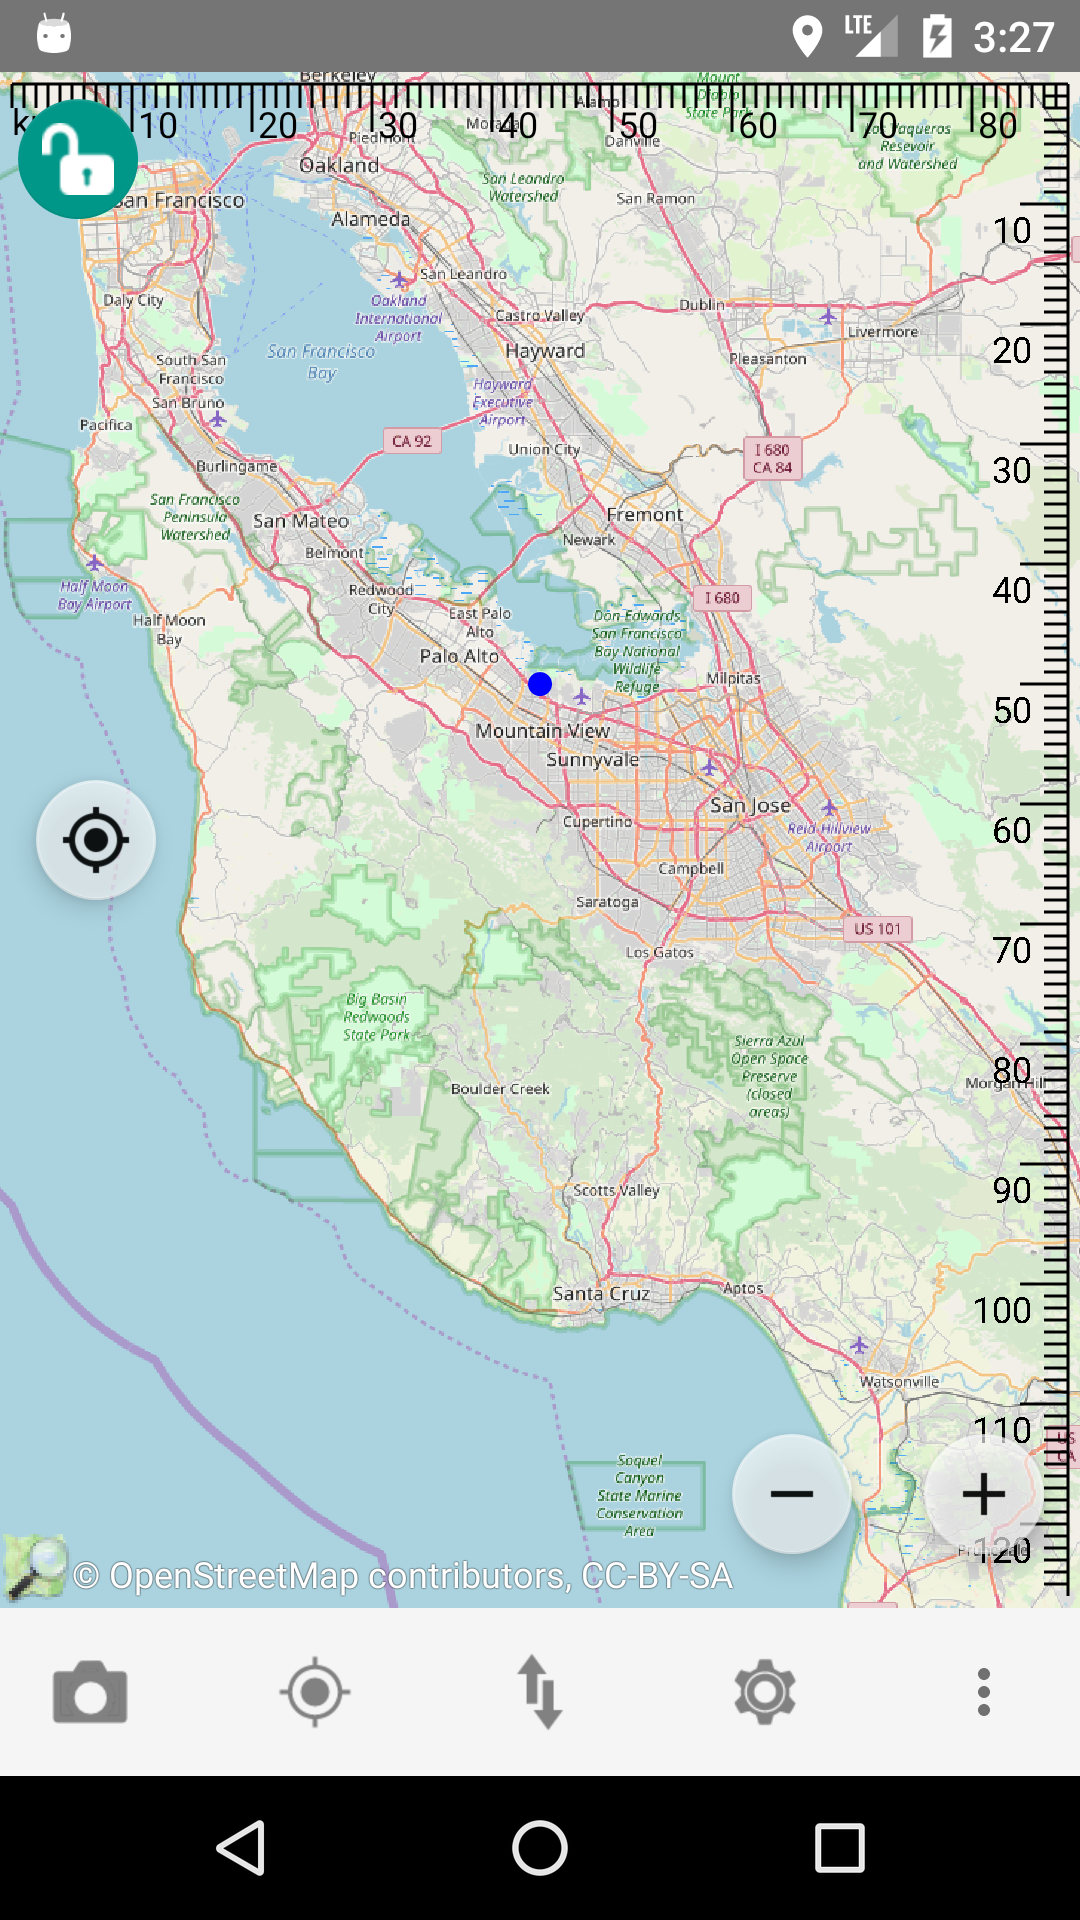 LTE
3:27
Berkeley
Mount
Diablo
State Park
Alamo
10
20
30
40
50
60
70
80
Piedmont
Danville
Los Vaqueros
Resevoir
and Watershed
Oakland
San Leandro
Watershed
San Francisco
San Ramon
Alameda
10
San Leandro
Daly City
Oakland
International
Airport
Castro Valley
Dublin
Livermore
San Francisco
Bay
Hayward
Pleasanton
20
South San
Francisco
Hayward
Executive
Airport
San Bruno
Pacifica
CA 92
Union City
I 680
CA 84
Burlingame
30
San Francisco
Peninsula
Watershed
San Mateo
Fremont
Newark
Belmont
Half Moon
Bay Airport
Redwood
City
I 680
40
Half Moon
Bay
East Palo
Alto
Don Edwards
San Francisco
Bay National
Wildlife
Refuge
Palo Alto
Milpitas
50
Mountain View
Sunnyvale
San Jose
Cupertino
Reid-Hillview
Airport
60
Campbell
Saratoga
US 101
Los Gatos
70
Big Basin
Redwoods
State Park
Sierra Azul
Open Space
Preserve
(closed
areas)
80
Morgan Hill
Boulder Creek
Scotts Valley
90
Santa Cruz
Aptos
100
Watsonville
110
US
CA
Soquel
Canyon
State Marine
Conservation
Area
120
© OpenStreetMap contributors, CC-BY-SA